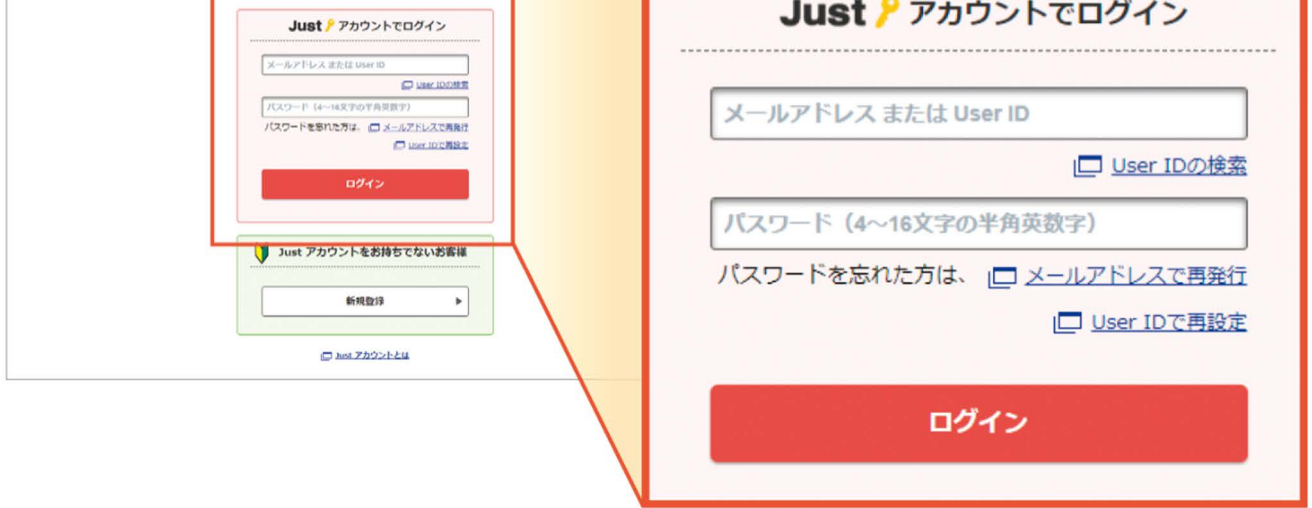 Just アカウントでログイン
メールアドレス または User ID
User IDの検索
パスワード（4～16文字の半角英数字）
パスワードを忘れた方は、 メールアドレスで再発行
User IDで再設定
ログイン
Just アカウントをお持ちでないお客様
新規登録
Just アカウントとは
Just アカウントでログイン
メールアドレス または User ID
User IDの検索
パスワード（4～16文字の半角英数字）
パスワードを忘れた方は、 メールアドレスで再発行
User IDで再設定
ログイン